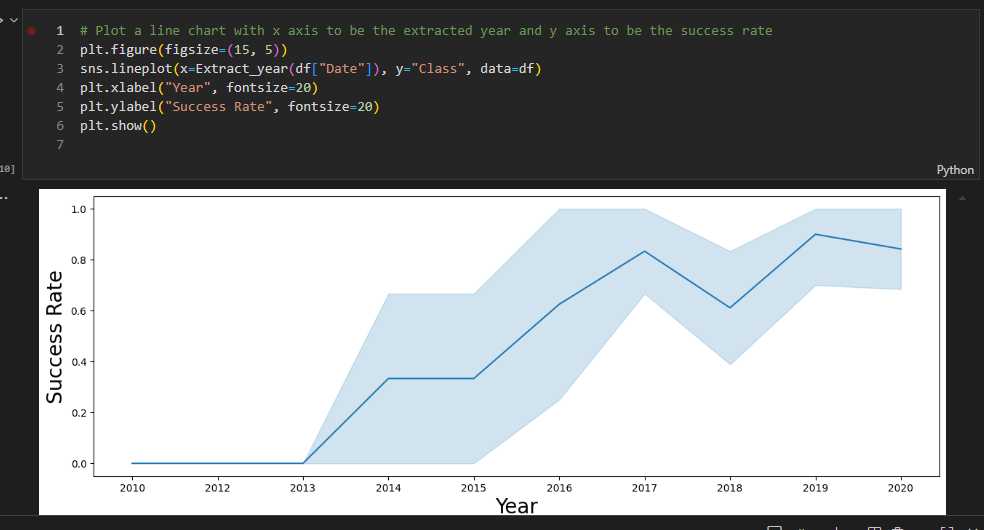 1 # Plot a line chart with x axis to be the extracted year and y axis to be the success rate
2 plt.figure(figsize=(15, 5))
3 sns.lineplot(x=Extract_year(df["Date"]), y="Class", data=df)
4 plt.xlabel("Year", fontsize=20)
5 plt.ylabel("Success Rate", fontsize=20)
6 plt.show()
7
10]
Python
1.0
0.8
0.6
0.4
0.2
0.0
Success Rate
2010 2012 2013 2014 2015 2016 2017 2018 2019 2020
Year